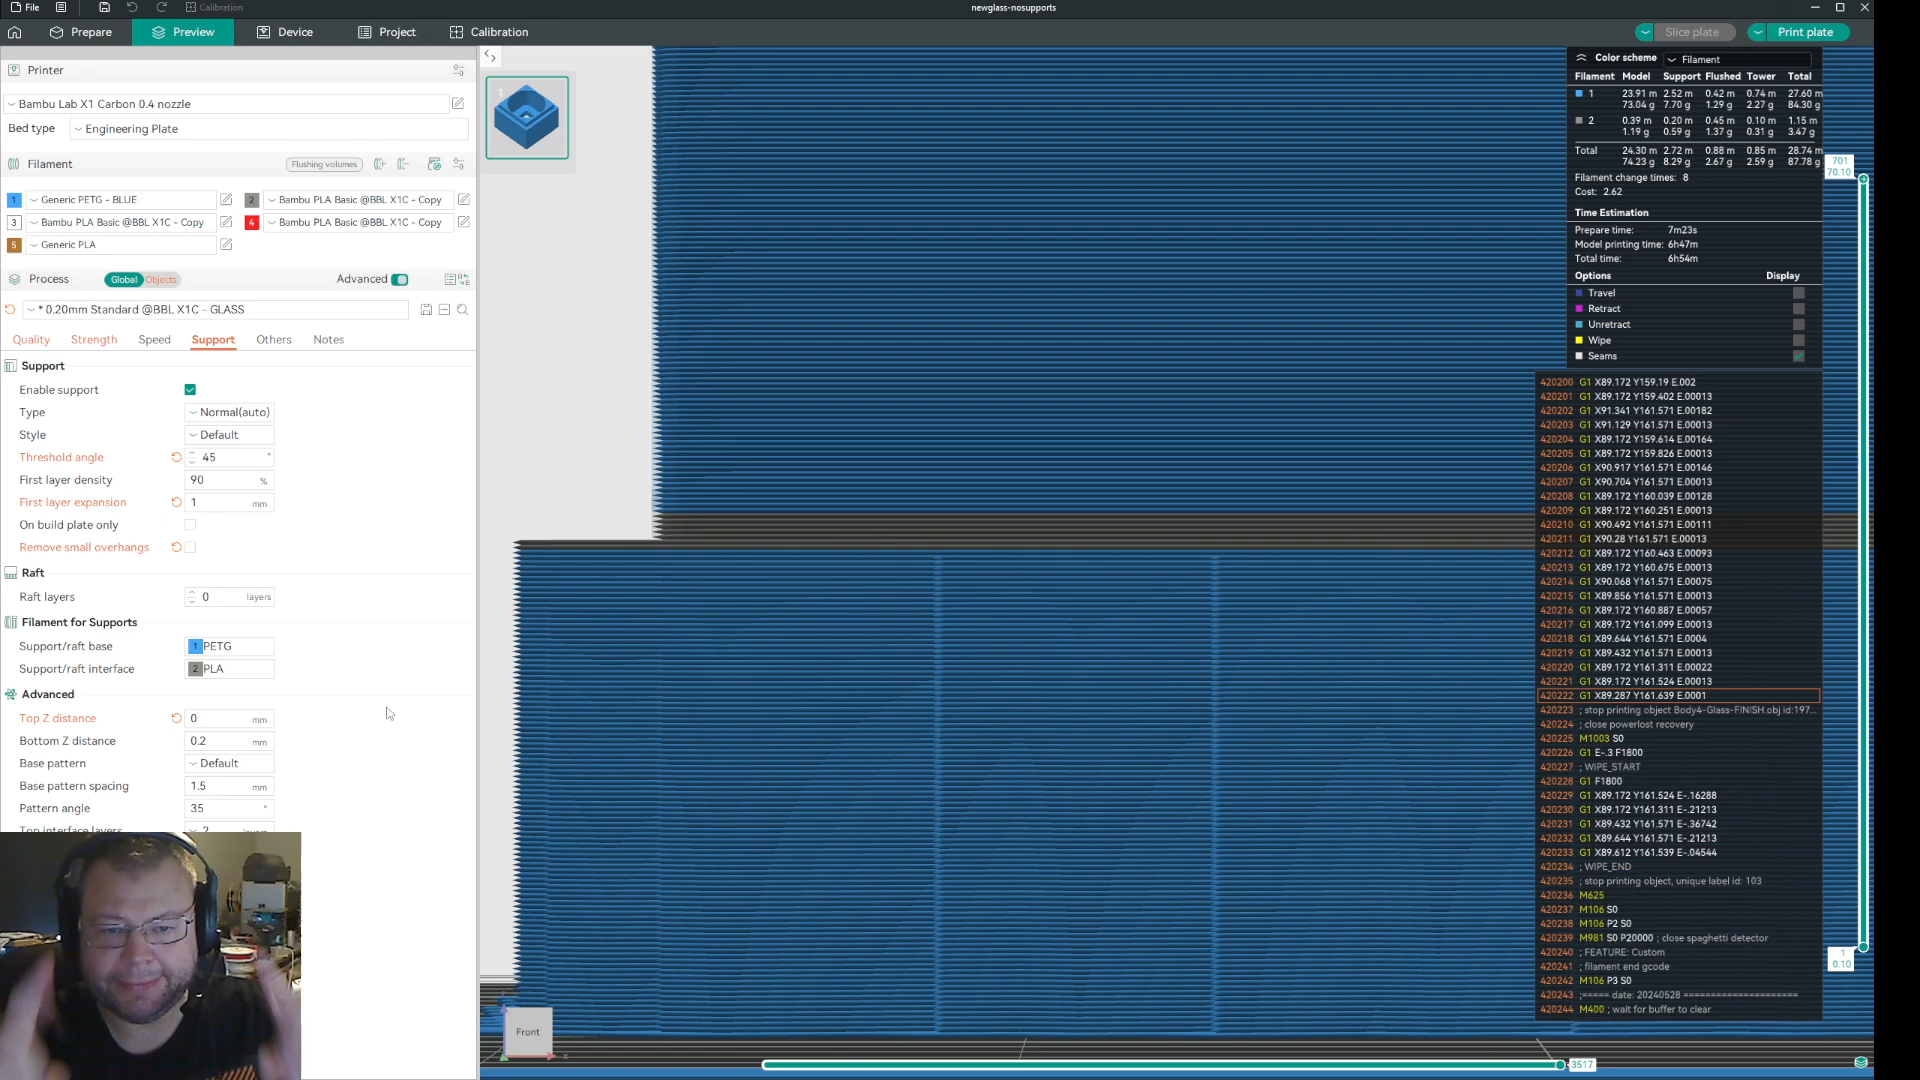 File
Calibration
newglass-nosupports
Prepare
Preview
Device
Project
Calibration
Slice plate
Print plate
Printer
Bambu Lab X1 Carbon 0.4 nozzle
Bed type
Engineering Plate
Filament
Flushing volumes
1 Generic PETG - BLUE
2 Bambu PLA Basic @BBL X1C - Copy
3 Bambu PLA Basic @BBL X1C - Copy
4 Bambu PLA Basic @BBL X1C - Copy
5 Generic PLA
Process
Global
Objects
Advanced
* 0.20mm Standard @BBL X1C - GLASS
Quality
Strength
Speed
Support
Others
Notes
Support
Enable support
Type Normal(auto)
Style Default
Threshold angle 45 °
First layer density 90 %
First layer expansion 1 mm
On build plate only
Remove small overhangs
Raft
Raft layers 0 layers
Filament for Supports
Support/raft base 1 PETG
Support/raft interface 2 PLA
Advanced
Top Z distance 0 mm
Bottom Z distance 0.2 mm
Base pattern Default
Base pattern spacing 1.5 mm
Pattern angle 35 °
Top interface layers 2 layers
1
Front
x
3517
Color scheme Filament
Filament Model Support Flushed Tower Total
1 23.91 m 2.52 m 0.42 m 0.74 m 27.60 m
73.04 g 7.70 g 1.29 g 2.27 g 84.30 g
2 0.39 m 0.20 m 0.45 m 0.10 m 1.15 m
1.19 g 0.59 g 1.37 g 0.31 g 3.47 g
Total 24.30 m 2.72 m 0.88 m 0.85 m 28.74 m
74.23 g 8.29 g 2.67 g 2.59 g 87.78 g
Filament change times: 8
Cost: 2.62
Time Estimation
Prepare time: 7m23s
Model printing time: 6h47m
Total time: 6h54m
Options Display
Travel
Retract
Unretract
Wipe
Seams
701
70.10
1
0.10
420200 G1 X89.172 Y159.19 E.002
420201 G1 X89.172 Y159.402 E.00013
420202 G1 X91.341 Y161.571 E.00182
420203 G1 X91.129 Y161.571 E.00013
420204 G1 X89.172 Y159.614 E.00164
420205 G1 X89.172 Y159.826 E.00013
420206 G1 X90.917 Y161.571 E.00146
420207 G1 X90.704 Y161.571 E.00013
420208 G1 X89.172 Y160.039 E.00128
420209 G1 X89.172 Y160.251 E.00013
420210 G1 X90.492 Y161.571 E.00111
420211 G1 X90.28 Y161.571 E.00013
420212 G1 X89.172 Y160.463 E.00093
420213 G1 X89.172 Y160.675 E.00013
420214 G1 X90.068 Y161.571 E.00075
420215 G1 X89.856 Y161.571 E.00013
420216 G1 X89.172 Y160.887 E.00057
420217 G1 X89.172 Y161.099 E.00013
420218 G1 X89.644 Y161.571 E.0004
420219 G1 X89.432 Y161.571 E.00013
420220 G1 X89.172 Y161.311 E.00022
420221 G1 X89.172 Y161.524 E.00013
420222 G1 X89.287 Y161.639 E.0001
420223 ; stop printing object Body4-Glass-FINISH.obj id:197...
420224 ; close powerlost recovery
420225 M1003 S0
420226 G1 E-.3 F1800
420227 ; WIPE_START
420228 G1 F1800
420229 G1 X89.172 Y161.524 E-.16288
420230 G1 X89.172 Y161.311 E-.21213
420231 G1 X89.432 Y161.571 E-.36742
420232 G1 X89.644 Y161.571 E-.21213
420233 G1 X89.612 Y161.539 E-.04544
420234 ; WIPE_END
420235 ; stop printing object, unique label id: 103
420236 M625
420237 M106 S0
420238 M106 P2 S0
420239 M981 S0 P20000 ; close spaghetti detector
420240 ; FEATURE: Custom
420241 ; filament end gcode
420242 M106 P3 S0
420243 ;===== date: 20240528 =====================
420244 M400 ; wait for buffer to clear